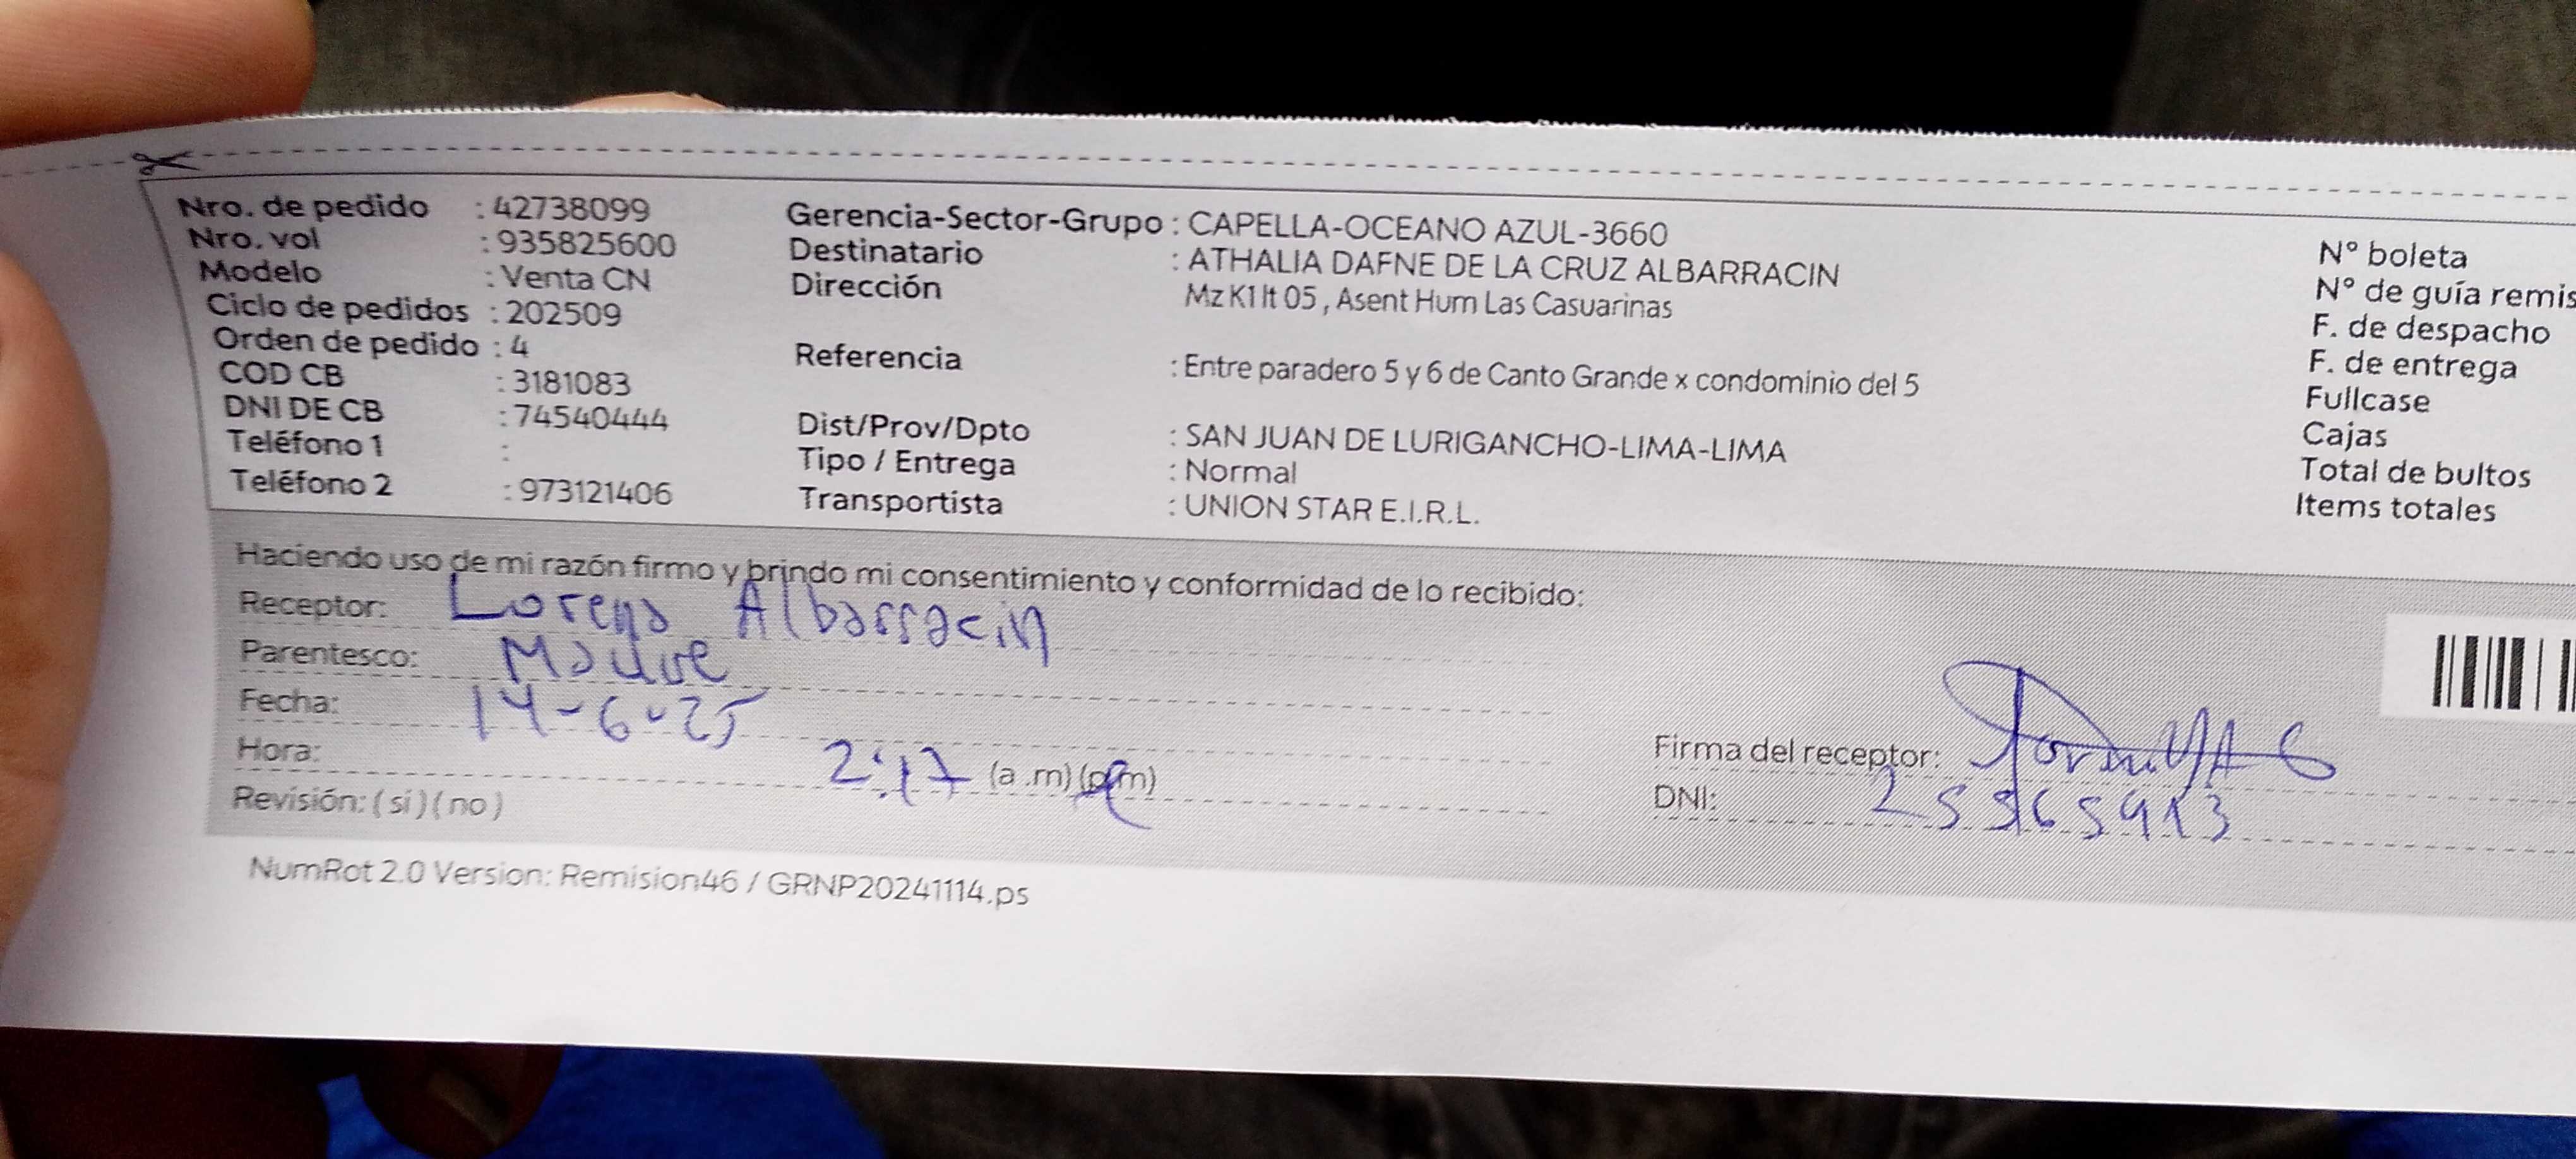 Nro. de pedido : 42738099
Nro. vol : 935825600
Modelo : Venta CN
Ciclo de pedidos : 202509
Orden de pedido : 4
COD CB : 3181083
DNI DE CB : 74540444
Teléfono 1 :
Teléfono 2 : 973121406
Gerencia-Sector-Grupo : CAPELLA-OCEANO AZUL-3660
Destinatario : ATHALIA DAFNE DE LA CRUZ ALBARRACIN
Dirección Mz K1 lt 05 , Asent Hum Las Casuarinas
Referencia : Entre paradero 5 y 6 de Canto Grande x condominio del 5
Dist/Prov/Dpto : SAN JUAN DE LURIGANCHO-LIMA-LIMA
Tipo / Entrega : Normal
Transportista : UNION STAR E.I.R.L.
N° boleta
N° de guía remis
F. de despacho
F. de entrega
Fullcase
Cajas
Total de bultos
Items totales
Haciendo uso de mi razón firmo y brindo mi consentimiento y conformidad de lo recibido:
Receptor: Lorena Albarracin
Parentesco: Madre
Fecha: 14-6-25
Hora: 2:17 (a .m) (p.m)
Revisión: ( si ) ( no )
Firma del receptor:
DNI:
NumRot 2.0 Version: Remision46 / GRNP20241114.ps